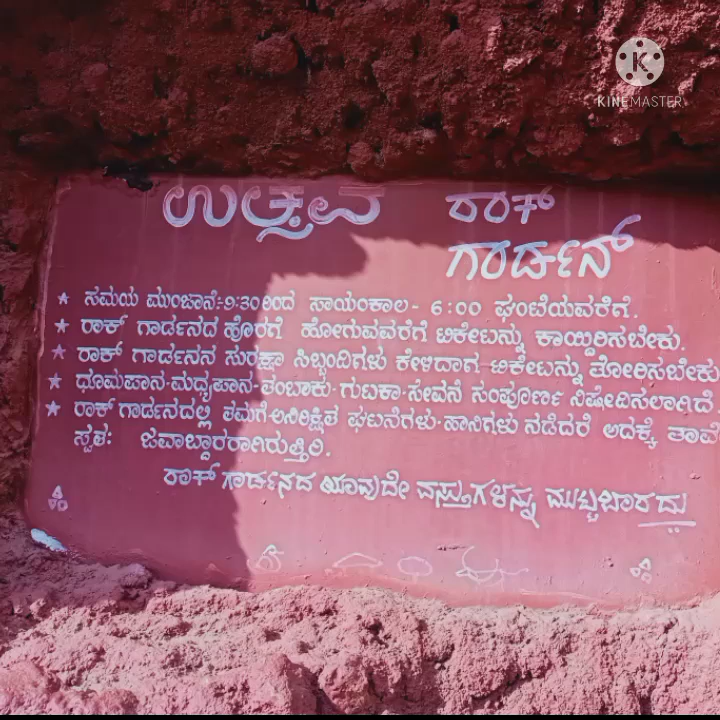 KINEMASTER
ಉತ್ಸವ ರಾಕ್
ಗಾರ್ಡನ್
ಸಮಯ ಮುಂಜಾನೆ:-9:30 ರಿಂದ ಸಾಯಂಕಾಲ - 6:00 ಘಂಟೆಯವರೆಗೆ.
ರಾಕ್ ಗಾರ್ಡನದ ಹೊರಗೆ ಹೋಗುವವರೆಗೆ ಟಿಕೇಟನ್ನು ಕಾಯ್ದಿರಿಸಬೇಕು.
ರಾಕ್ ಗಾರ್ಡನನ ಸುರಕ್ಷಾ ಸಿಬ್ಬಂದಿಗಳು ಕೇಳಿದಾಗ ಟಿಕೇಟನ್ನು ತೋರಿಸಬೇಕು
ಧೂಮಪಾನ-ಮದ್ಯಪಾನ-ತಂಬಾಕು-ಗುಟಕಾ-ಸೇವನೆ ಸಂಪೂರ್ಣ ನಿಷೇದಿಸಲಾಗಿದೆ
ರಾಕ್ ಗಾರ್ಡನದಲ್ಲಿ ತಮಗೆ ಅನಿರಿಕ್ಷಿತ ಘಟನೆಗಳು-ಹಾನಿಗಳು ನಡೆದರೆ ಅದಕ್ಕೆ ತಾವೆ
ಸ್ವತಃ ಜವಾಬ್ದಾರರಾಗಿರುತ್ತಿರಿ.
ರಾಕ್ ಗಾರ್ಡನದ ಯಾವುದೇ ವಸ್ತುಗಳನ್ನು ಮುಟ್ಟಬಾರದು